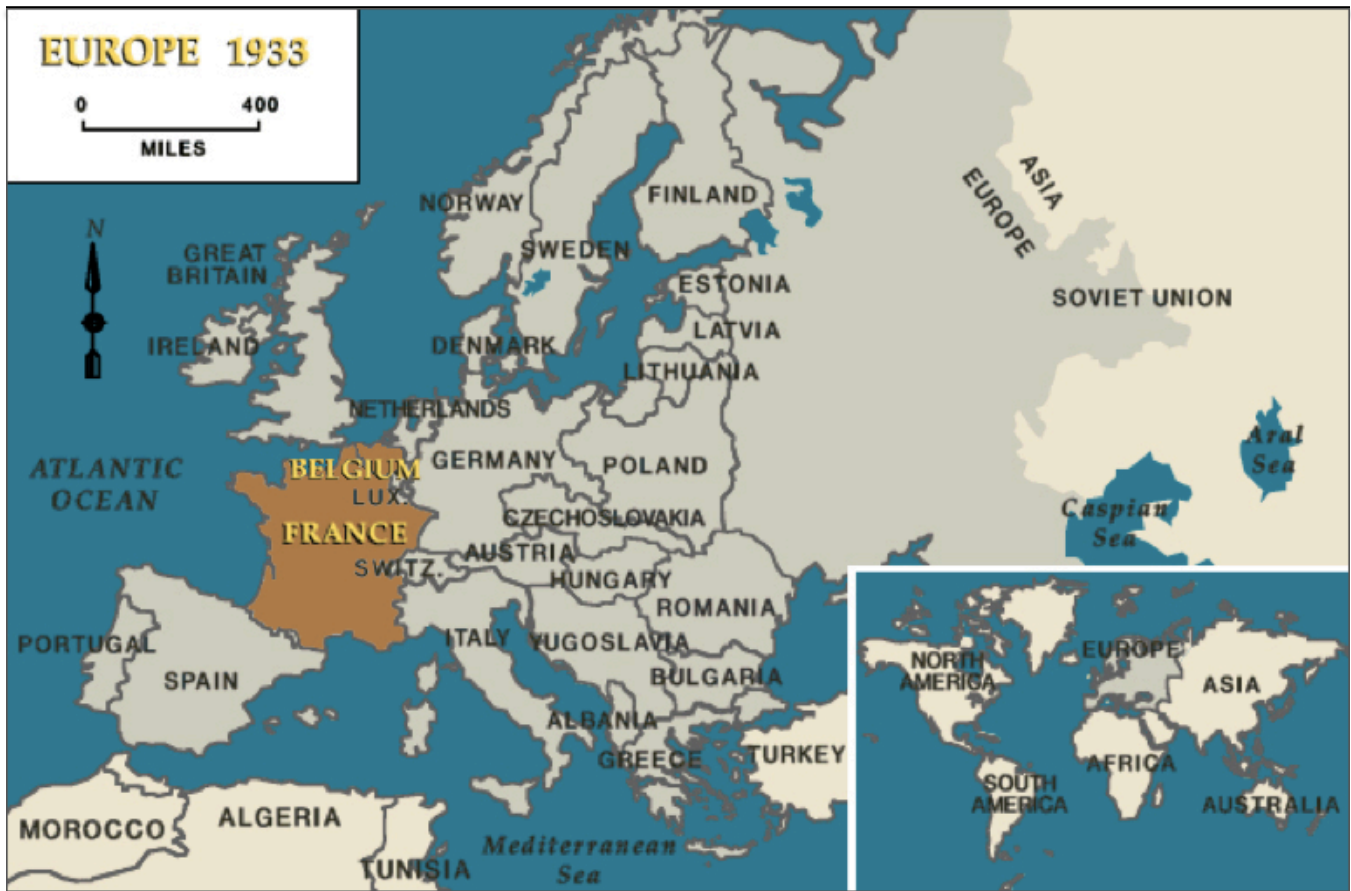 EUROPE 1933
0 400
MILES
N
NORWAY
FINLAND
ASIA
EUROPE
GREAT
BRITAIN
SWEDEN
ESTONIA
SOVIET UNION
LATVIA
IRELAND
DENMARK
LITHUANIA
NETHERLANDS
Aral
Sea
ATLANTIC
OCEAN
BELGIUM
GERMANY
POLAND
LUX.
CZECHOSLOVAKIA
Caspian
Sea
FRANCE
AUSTRIA
SWITZ.
HUNGARY
ROMANIA
PORTUGAL
ITALY
YUGOSLAVIA
SPAIN
BULGARIA
ALBANIA
GREECE
TURKEY
MOROCCO
ALGERIA
TUNISIA
Mediterranean
Sea
NORTH
AMERICA
EUROPE
ASIA
AFRICA
SOUTH
AMERICA
AUSTRALIA